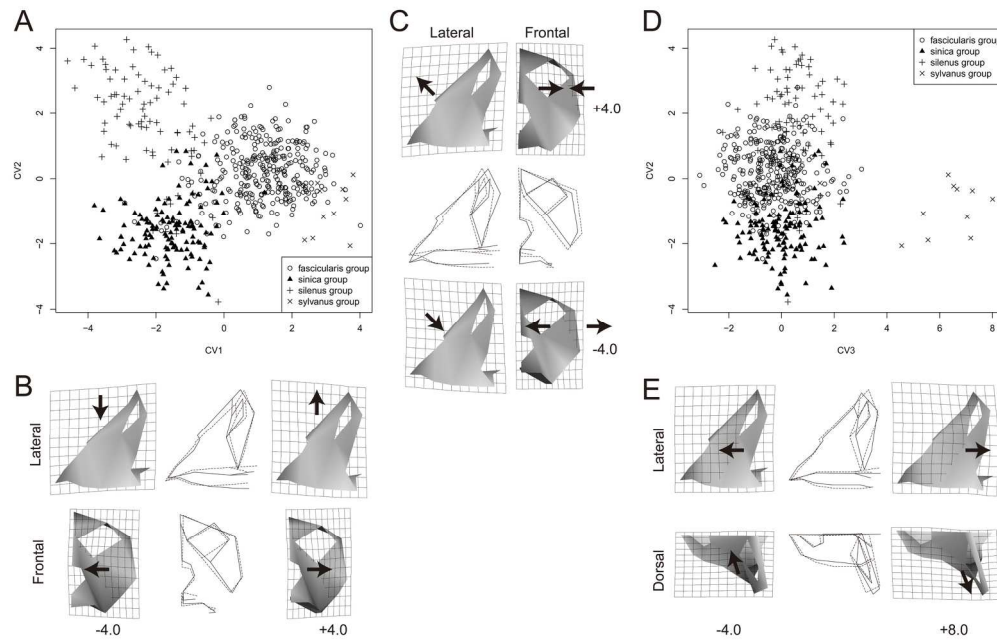 A
4
2
0
-2
-4
CV2
-4
-2
0
2
4
CV1
fascicularis group
sinica group
silenus group
sylvanus group
B
Lateral
Frontal
-4.0
+4.0
C
Lateral
Frontal
+4.0
-4.0
D
4
2
0
-2
-4
CV2
-2
0
2
4
6
8
CV3
fascicularis group
sinica group
silenus group
sylvanus group
E
Lateral
Dorsal
-4.0
+8.0